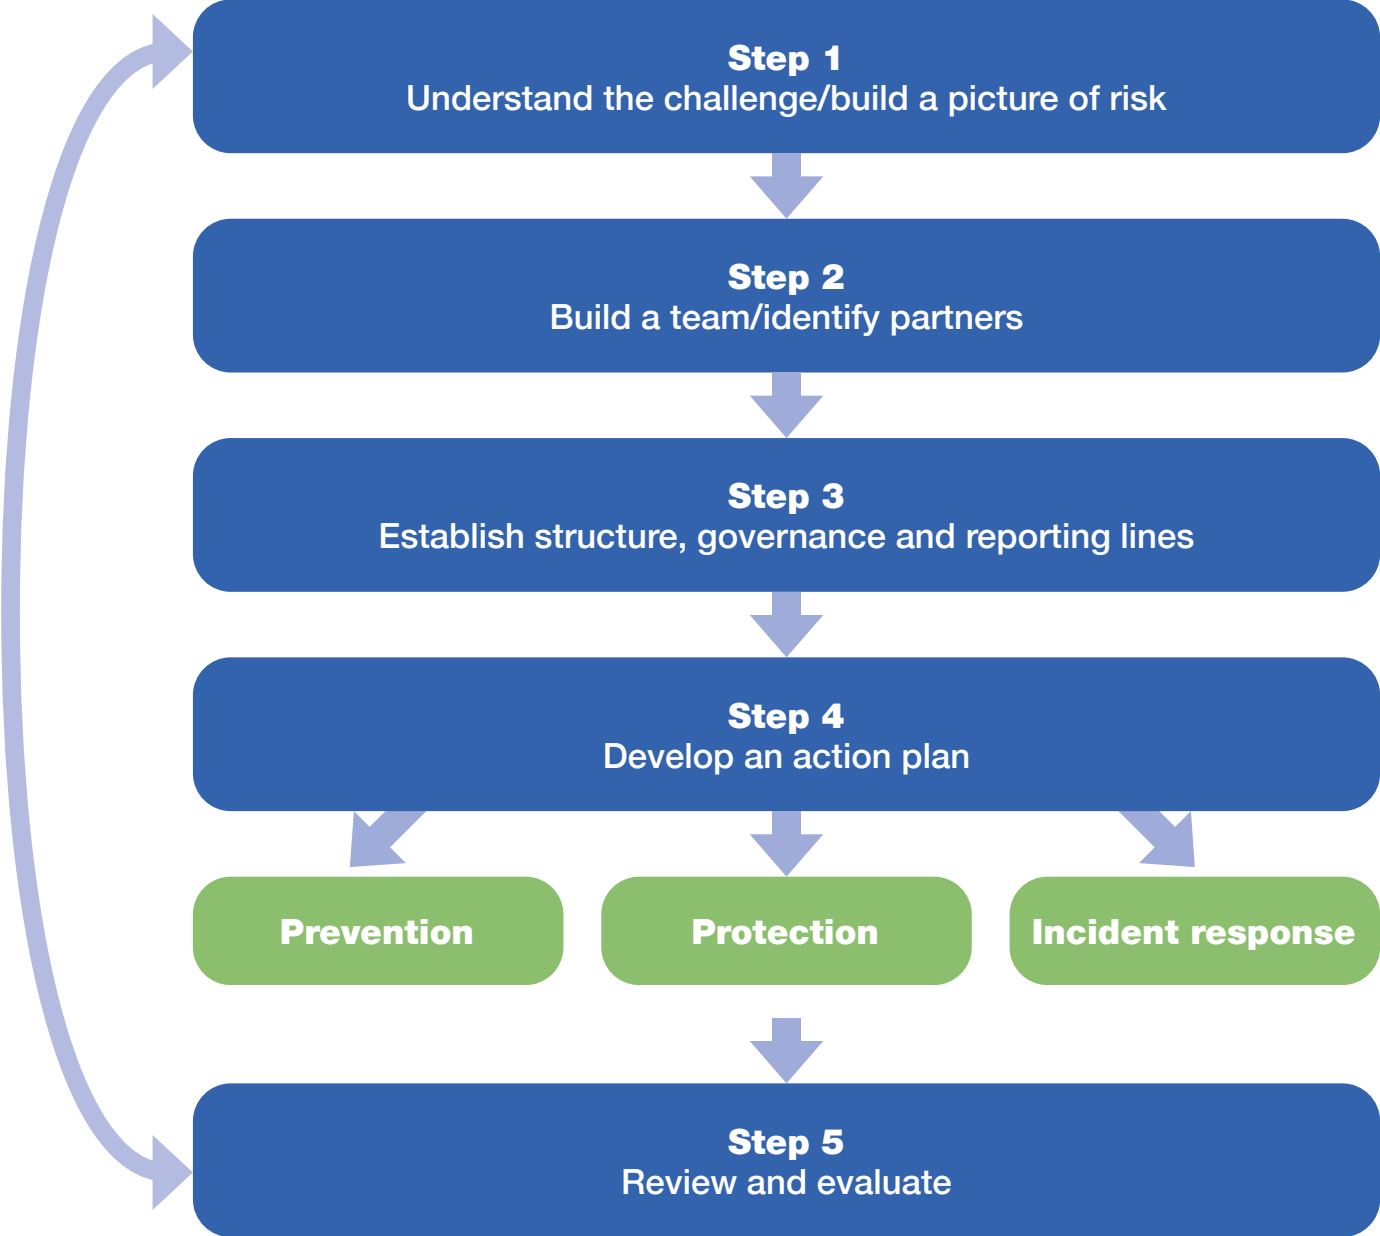 Step 1
Understand the challenge/build a picture of risk
Step 2
Build a team/identify partners
Step 3
Establish structure, governance and reporting lines
Step 4
Develop an action plan
Prevention
Protection
Incident response
Step 5
Review and evaluate